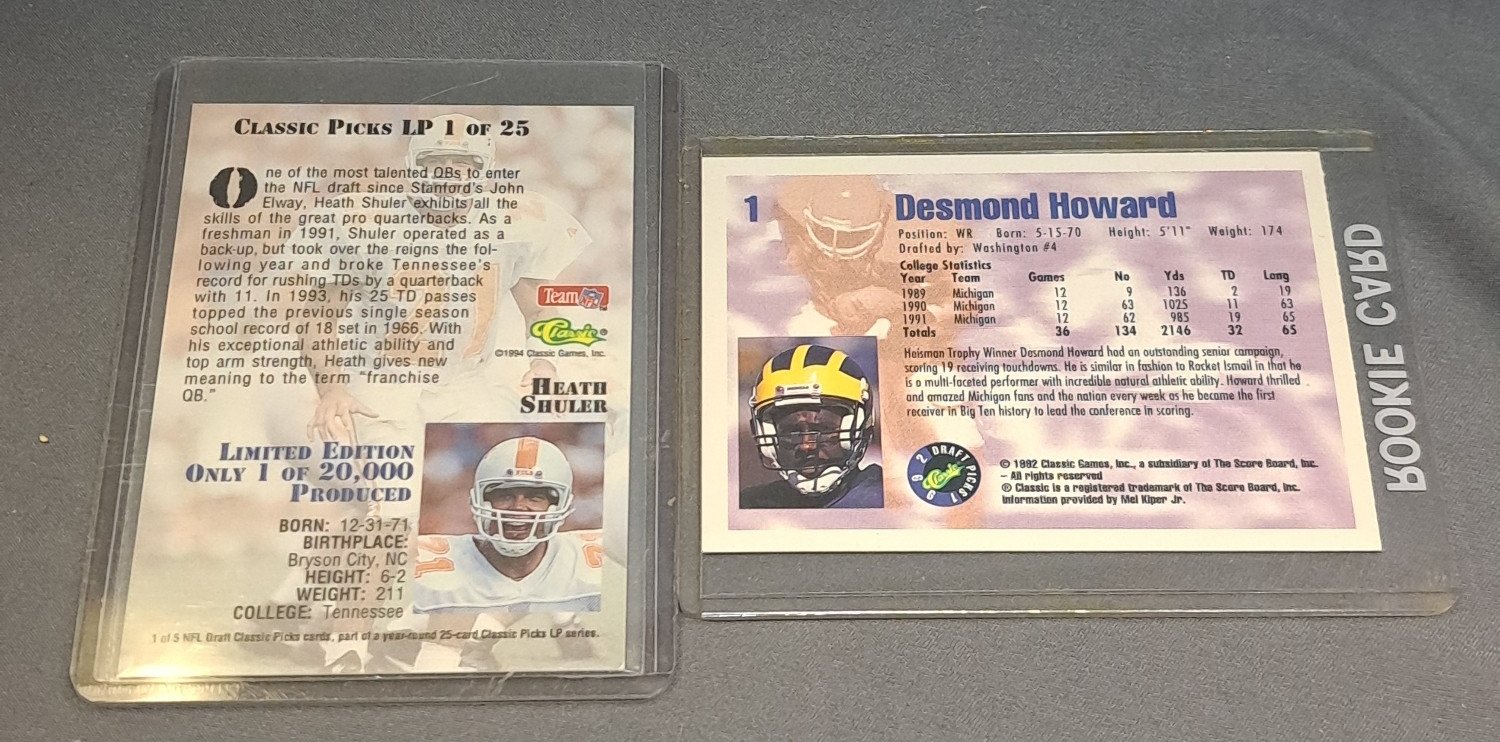 CLASSIC PICKS LP 1 OF 25
One of the most talented QBs to enter
the NFL draft since Stanford's John
Elway, Heath Shuler exhibits all the
skills of the great pro quarterbacks. As a
freshman in 1991, Shuler operated as a
back-up, but took over the reigns the fol-
lowing year and broke Tennessee's
record for rushing TDs by a quarterback
with 11. In 1993, his 25 TD passes
topped the previous single season
school record of 18 set in 1966. With
his exceptional athletic ability and
top arm strength, Heath gives new
meaning to the term "franchise
QB."
Team NFL
Classic®
©1994 Classic Games, Inc.
HEATH
SHULER
LIMITED EDITION
ONLY 1 OF 20,000
PRODUCED
BORN: 12-31-71
BIRTHPLACE:
Bryson City, NC
HEIGHT: 6-2
WEIGHT: 211
COLLEGE: Tennessee
21
1 of 5 NFL Draft Classic Picks cards, part of a year-round 25-card Classic Picks LP series.
1 Desmond Howard
Position: WR Born: 5-15-70 Height: 5'11" Weight: 174
Drafted by: Washington #4
College Statistics
Year Team Games No Yds TD Long
1989 Michigan 12 9 136 2 19
1990 Michigan 12 63 1025 11 63
1991 Michigan 12 62 985 19 65
Totals 36 134 2146 32 65
Heisman Trophy Winner Desmond Howard had an outstanding senior campaign,
scoring 19 receiving touchdowns. He is similar in fashion to Rocket Ismail in that he
is a multi-faceted performer with incredible natural athletic ability. Howard thrilled
and amazed Michigan fans and the nation every week as he became the first
receiver in Big Ten history to lead the conference in scoring.
1992 DRAFT PICKS
Classic
© 1992 Classic Games, Inc., a subsidiary of The Score Board, Inc.
– All rights reserved
® Classic is a registered trademark of The Score Board, Inc.
Information provided by Mel Kiper Jr.
ROOKIE CARD